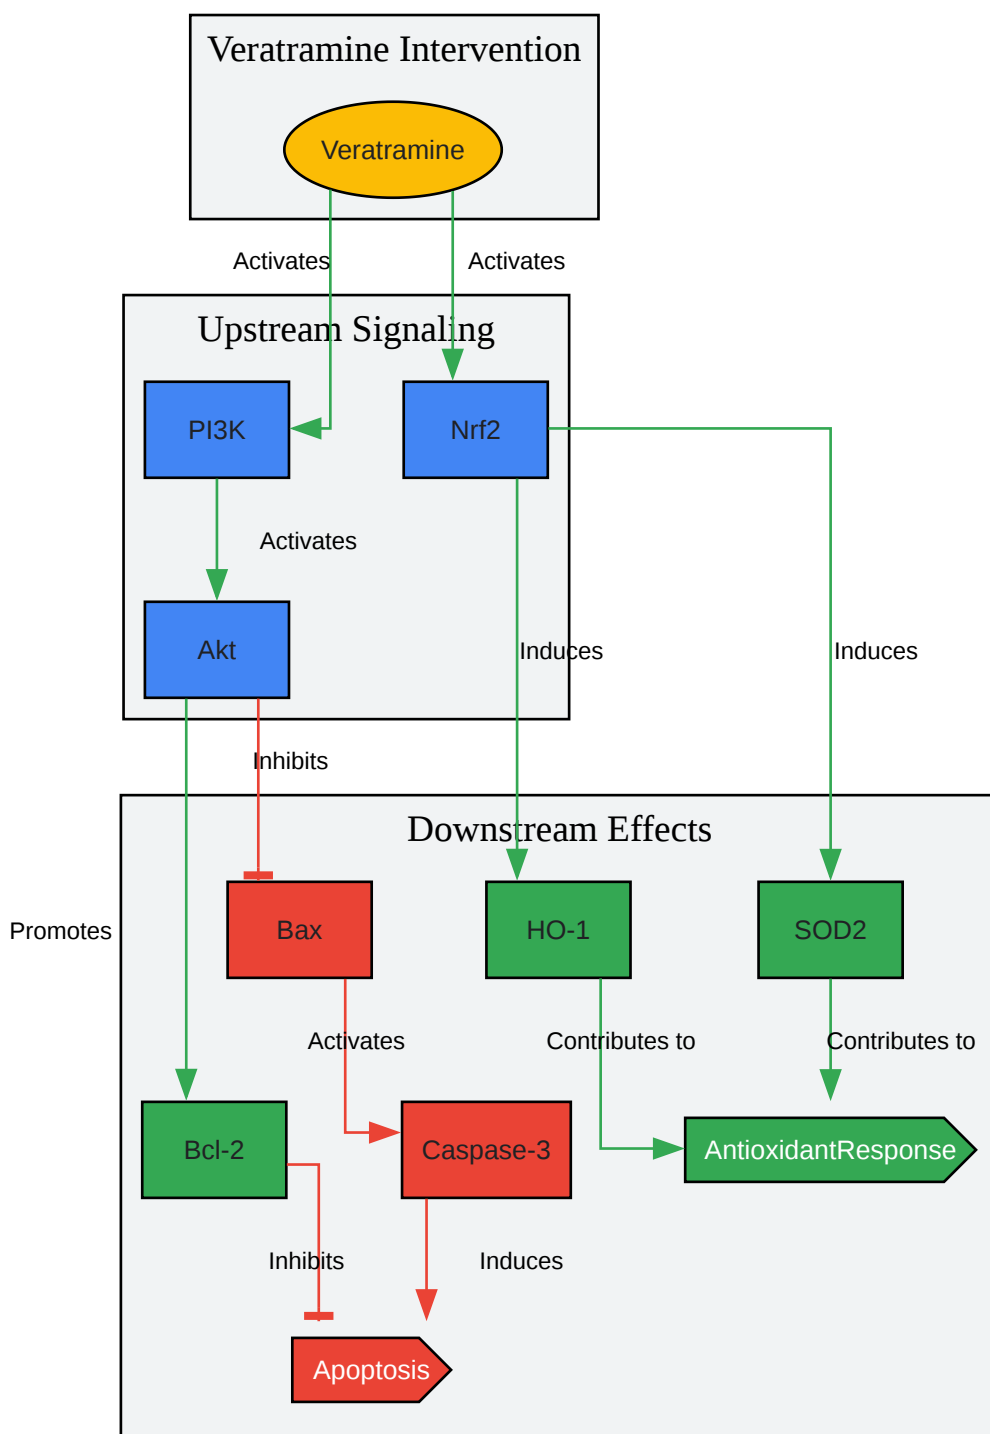 Veratramine Intervention
Veratramine
Activates
Activates
Upstream Signaling
PI3K
Nrf2
Activates
Akt
Induces
Induces
Inhibits
Downstream Effects
Promotes
Bax
HO-1
SOD2
Activates
Contributes to
Contributes to
Bcl-2
Caspase-3
AntioxidantResponse
Inhibits
Induces
Apoptosis